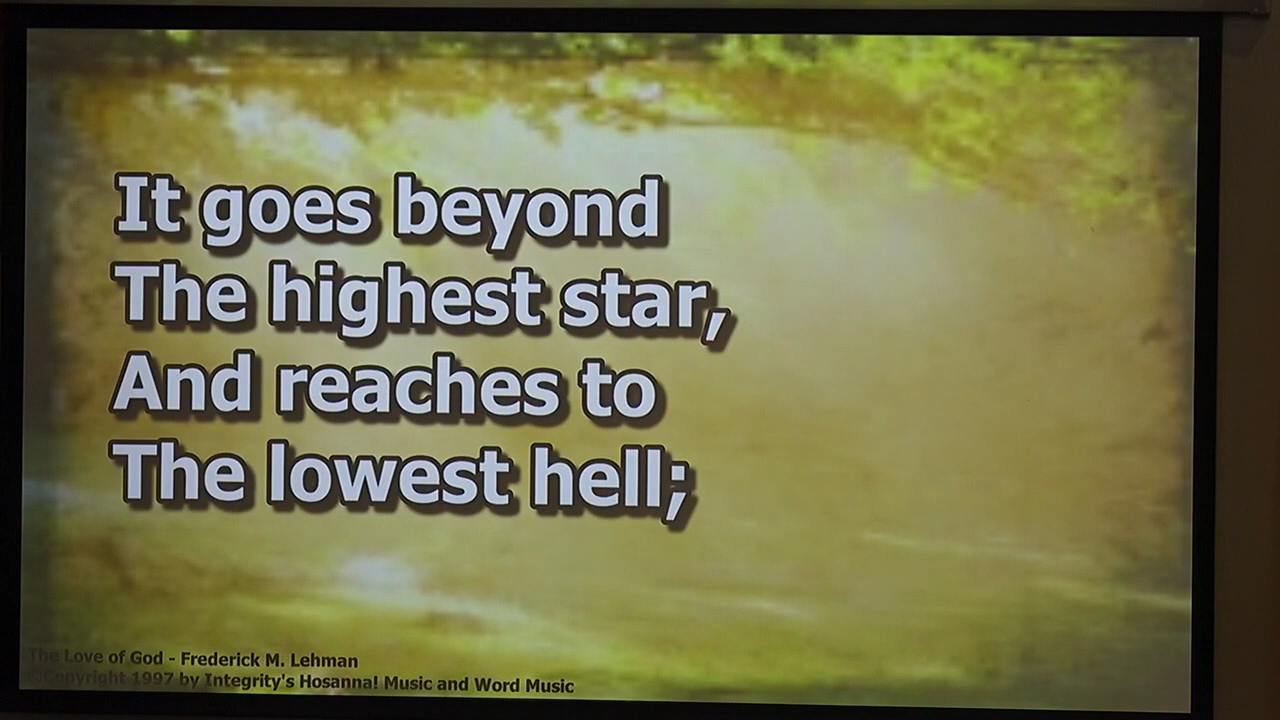 It goes beyond
The highest star,
And reaches to
The lowest hell;
The Love of God - Frederick M. Lehman
©Copyright 1997 by Integrity's Hosanna! Music and Word Music